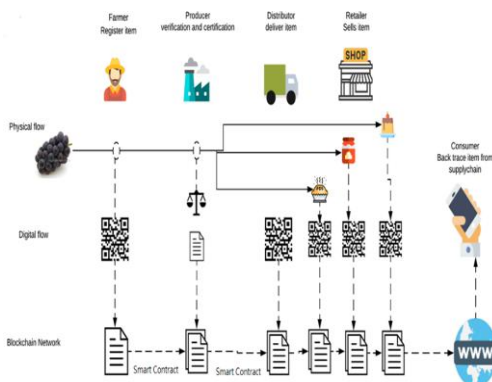 Farmer
Register item
Producer
verification and certification
Distributor
deliver item
Retailer
Sells item
SHOP
Physical flow
Consumer
Back trace item from
supplychain
Digital flow
Blockchain Network
Smart Contract
Smart Contract
WWW